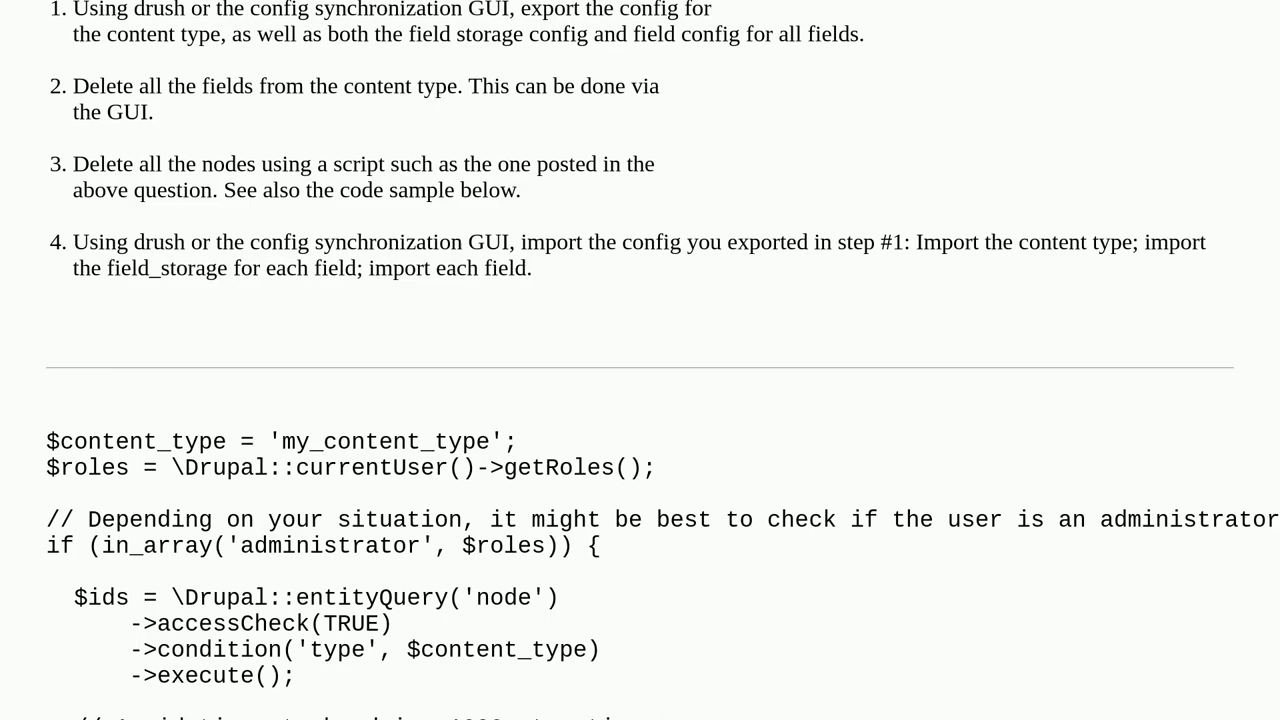 1. Using drush or the config synchronization GUI, export the config for
the content type, as well as both the field storage config and field config for all fields.
2. Delete all the fields from the content type. This can be done via
the GUI.
3. Delete all the nodes using a script such as the one posted in the
above question. See also the code sample below.
4. Using drush or the config synchronization GUI, import the config you exported in step #1: Import the content type; import
the field_storage for each field; import each field.
$content_type = 'my_content_type';
$roles = \Drupal::currentUser()->getRoles();
// Depending on your situation, it might be best to check if the user is an administrator
if (in_array('administrator', $roles)) {
$ids = \Drupal::entityQuery('node')
->accessCheck(TRUE)
->condition('type', $content_type)
->execute();